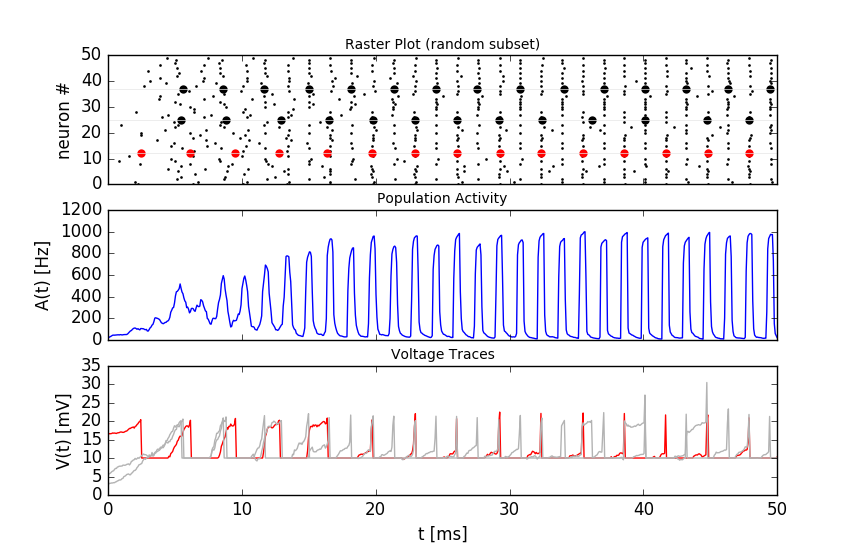 Raster Plot (random subset)
50
40
30
20
10
0
neuron #
Population Activity
1200
1000
800
600
400
200
0
A(t) [Hz]
Voltage Traces
35
30
25
20
15
10
5
0
V(t) [mV]
0 10 20 30 40 50
t [ms]